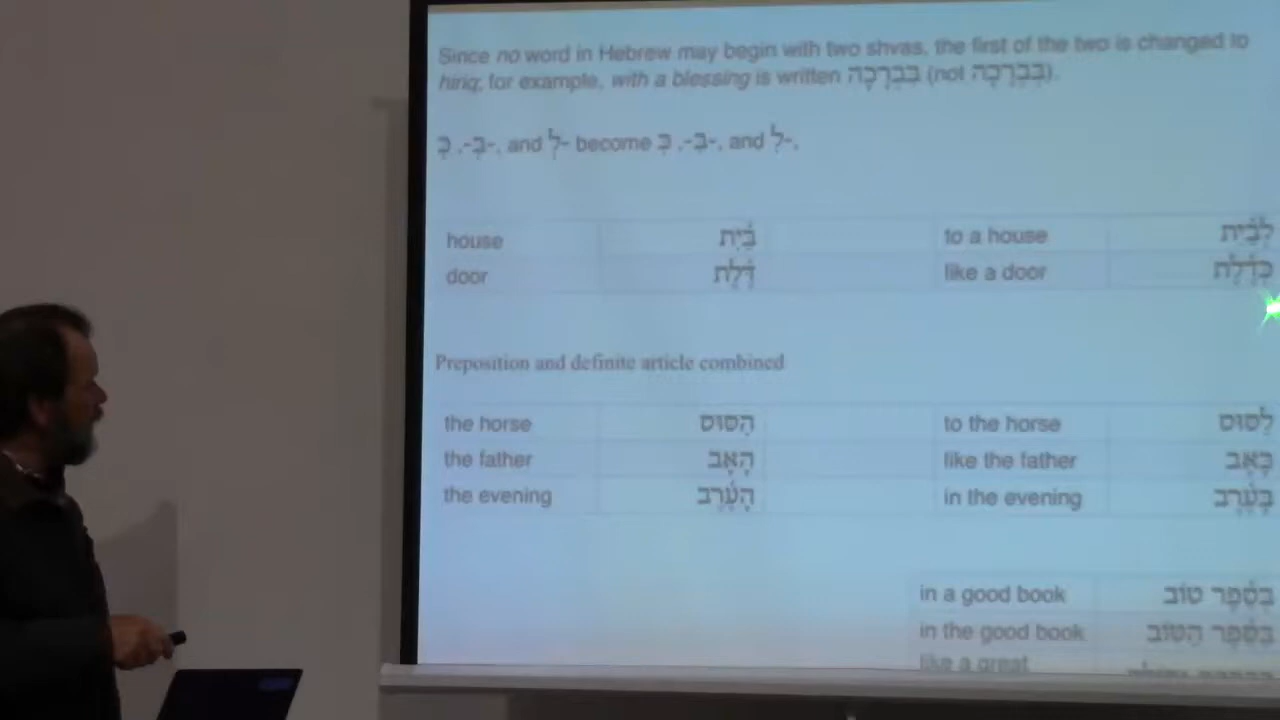 Since no word in Hebrew may begin with two shvas, the first of the two is changed to
hiriq; for example, with a blessing is written בִּבְרָכָה (not בְּבְרָכָה).
כְּ ,-בְּ-, and לְ- become כִּ ,-בִּ-, and לִ-.
house בַּ֫יִת to a house לְבַ֫יִת
door דֶּ֫לֶת like a door כְּדֶ֫לֶת
Preposition and definite article combined
the horse הַסּוּס to the horse לַסּוּס
the father הָאָב like the father כָּאָב
the evening הָעֶ֫רֶב in the evening בָּעֶ֫רֶב
in a good book בְּסֵ֫פֶר טוֹב
in the good book בַּסֵּ֫פֶר הַטּוֹב
like a great